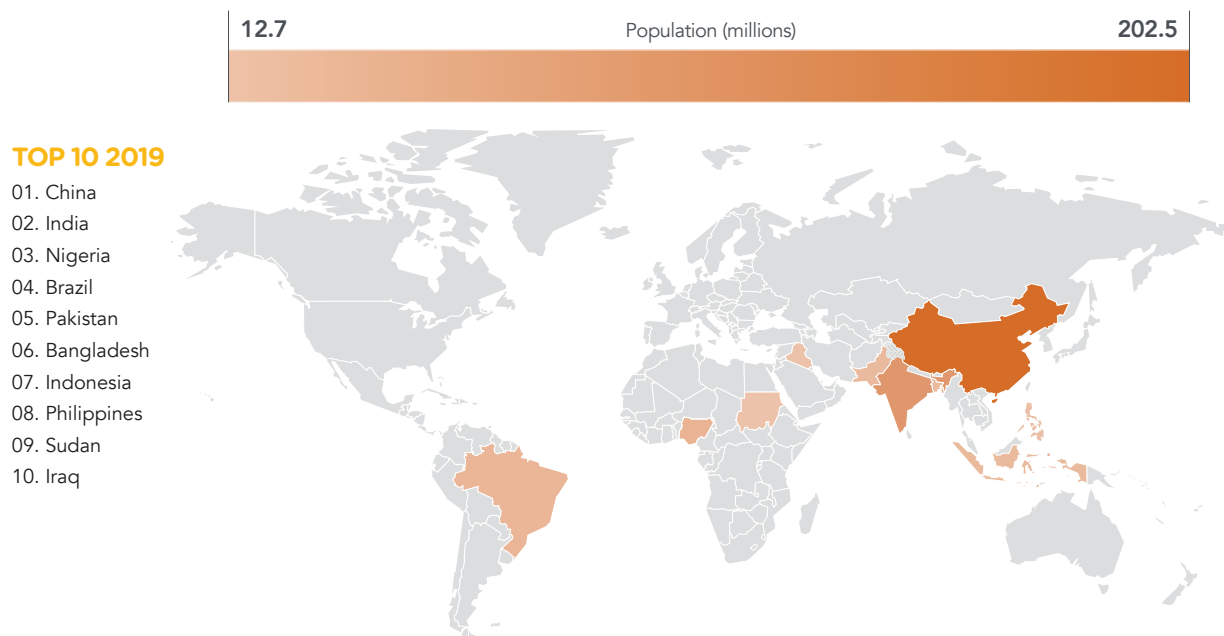 12.7 Population (millions) 202.5
TOP 10 2019
01. China
02. India
03. Nigeria
04. Brazil
05. Pakistan
06. Bangladesh
07. Indonesia
08. Philippines
09. Sudan
10. Iraq